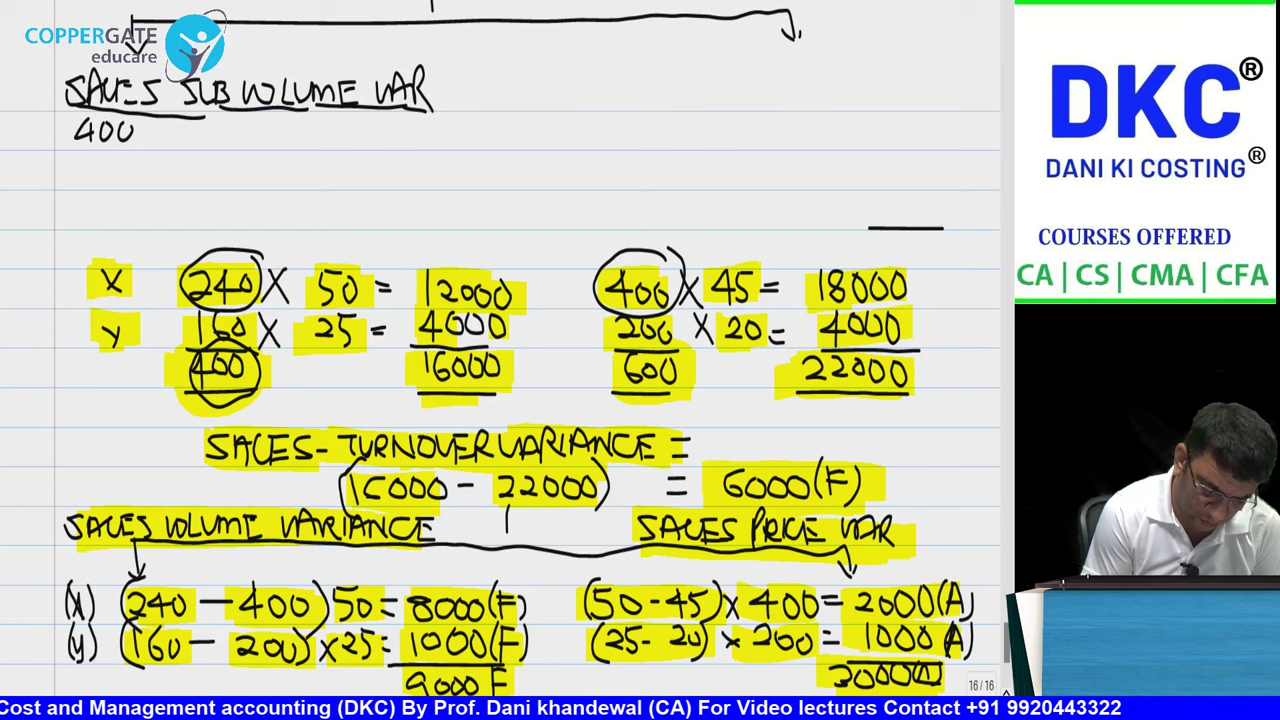 COPPERGATE
educare
SALES SUB VOLUME VAR
400
X 240 X 50 = 12000 400 X 45 = 18000
y 160 X 25 = 4000 200 X 20 = 4000
400 16000 600 22000
SALES - TURNOVER VARIANCE =
(16000 - 22000) = 6000(F)
SALES VOLUME VARIANCE SALES PRICE VAR
(x) (240 - 400) 50 = 8000(F) (50-45) x 400 = 2000(A)
(y) (160 - 200) x 25 = 1000(F) (25-20) x 200 = 1000(A)
9000 F 3000(A)
16/16
DKC®
DANI KI COSTING®
COURSES OFFERED
CA | CS | CMA | CFA
Cost and Management accounting (DKC) By Prof. Dani khandewal (CA) For Video lectures Contact +91 9920443322